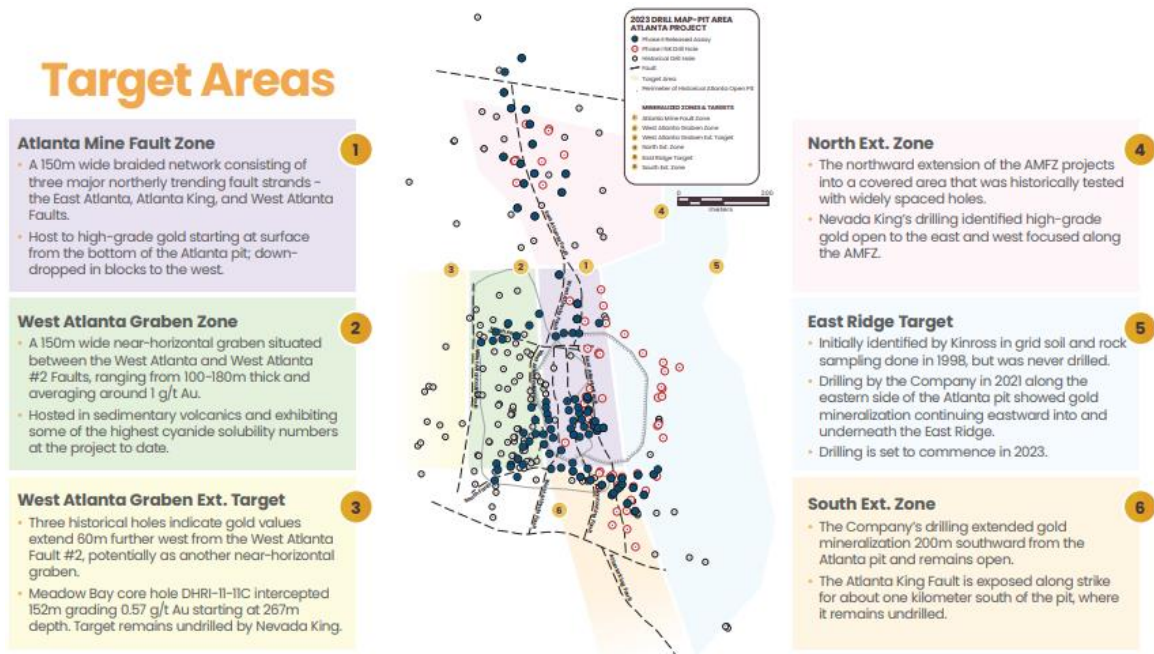 Target Areas
Atlanta Mine Fault Zone
1
• A 150m wide braided network consisting of
three major northerly trending fault strands -
the East Atlanta, Atlanta King, and West Atlanta
Faults.
• Host to high-grade gold starting at surface
from the bottom of the Atlanta pit; down-
dropped in blocks to the west.
West Atlanta Graben Zone
2
• A 150m wide near-horizontal graben situated
between the West Atlanta and West Atlanta
#2 Faults, ranging from 100-180m thick and
averaging around 1 g/t Au.
• Hosted in sedimentary volcanics and exhibiting
some of the highest cyanide solubility numbers
at the project to date.
West Atlanta Graben Ext. Target
3
• Three historical holes indicate gold values
extend 60m further west from the West Atlanta
Fault #2, potentially as another near-horizontal
graben.
• Meadow Bay core hole DHRI-11-11C intercepted
152m grading 0.57 g/t Au starting at 267m
depth. Target remains undrilled by Nevada King.
2023 DRILL MAP-PIT AREA
ATLANTA PROJECT
Phase II Released Assay
Phase I NK Drill Hole
Historical Drill Hole
Fault
Target Area
Perimeter of Historical Atlanta Open Pit
MINERALIZED ZONES & TARGETS
Atlanta Mine Fault Zone
West Atlanta Graben Zone
West Atlanta Graben Ext Target
North Ext. Zone
East Ridge Target
South Ext. Zone
0
200
meters
4
3
2
1
5
6
North Ext. Zone
4
• The northward extension of the AMFZ projects
into a covered area that was historically tested
with widely spaced holes.
• Nevada King's drilling identified high-grade
gold open to the east and west focused along
the AMFZ.
East Ridge Target
5
• Initially identified by Kinross in grid soil and rock
sampling done in 1998, but was never drilled.
• Drilling by the Company in 2021 along the
eastern side of the Atlanta pit showed gold
mineralization continuing eastward into and
underneath the East Ridge.
• Drilling is set to commence in 2023.
South Ext. Zone
6
• The Company's drilling extended gold
mineralization 200m southward from the
Atlanta pit and remains open.
• The Atlanta King Fault is exposed along strike
for about one kilometer south of the pit, where
it remains undrilled.